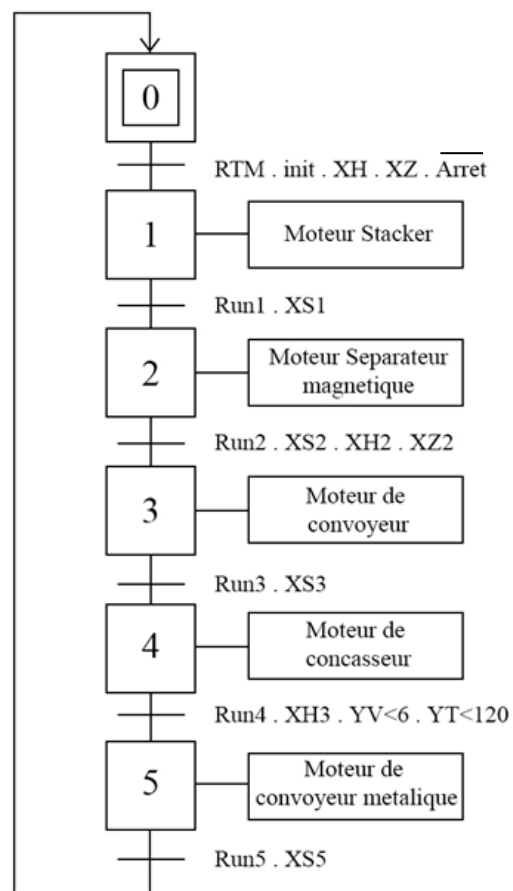 0
RTM . init . XH . XZ . A̅r̅r̅e̅t̅
1
Moteur Stacker
Run1 . XS1
2
Moteur Separateur
magnetique
Run2 . XS2 . XH2 . XZ2
3
Moteur de
convoyeur
Run3 . XS3
4
Moteur de
concasseur
Run4 . XH3 . YV<6 . YT<120
5
Moteur de
convoyeur metalique
Run5 . XS5